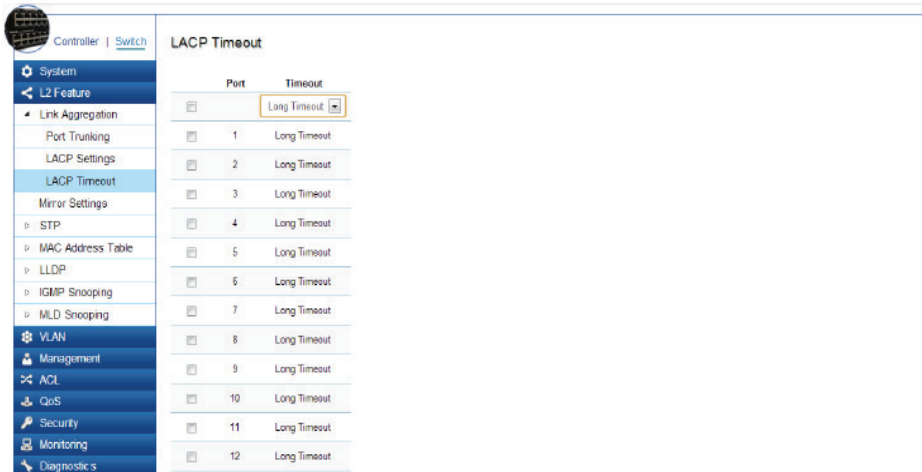 Controller | Switch
System
L2 Feature
Link Aggregation
Port Trunking
LACP Settings
LACP Timeout
Mirror Settings
STP
MAC Address Table
LLDP
IGMP Snooping
MLD Snooping
VLAN
Management
ACL
QoS
Security
Monitoring
Diagnostics
LACP Timeout
Port Timeout
Long Timeout
1 Long Timeout
2 Long Timeout
3 Long Timeout
4 Long Timeout
5 Long Timeout
6 Long Timeout
7 Long Timeout
8 Long Timeout
9 Long Timeout
10 Long Timeout
11 Long Timeout
12 Long Timeout